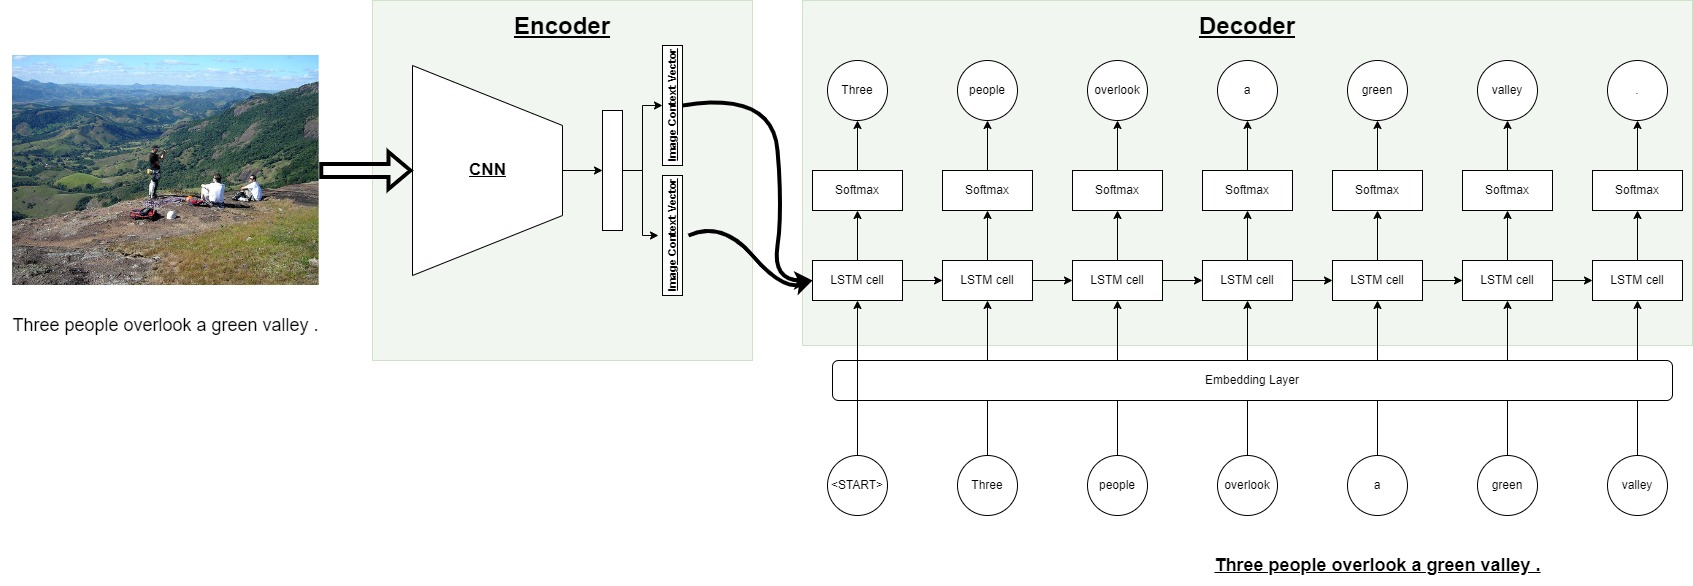 Encoder
Decoder
CNN
Image Context Vector
Image Context Vector
Three people overlook a green valley .
Three people overlook a green valley .
Softmax Softmax Softmax Softmax Softmax Softmax Softmax
LSTM cell LSTM cell LSTM cell LSTM cell LSTM cell LSTM cell LSTM cell
Embedding Layer
<START> Three people overlook a green valley
Three people overlook a green valley .